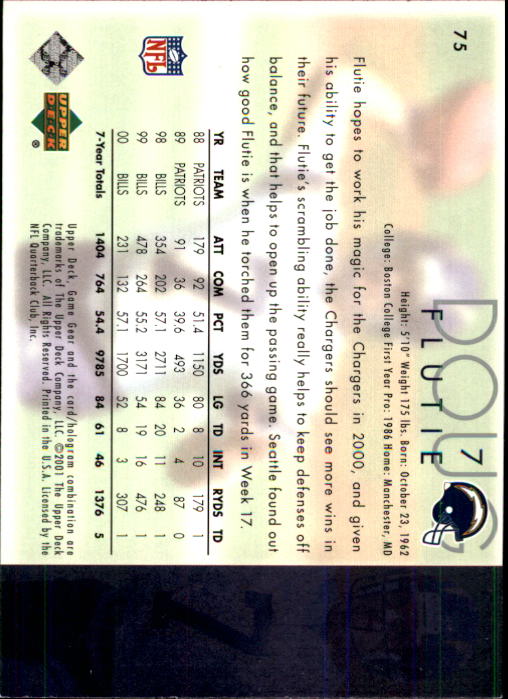 75
DOUG
FLUTIE
7
Height: 5'10" Weight 175 lbs. Born: October 23, 1962
College: Boston College First Year Pro: 1986 Home: Manchester, MD
Flutie hopes to work his magic for the Chargers in 2000, and given
his ability to get the job done, the Chargers should see more wins in
their future. Flutie's scrambling ability really helps to keep defenses off
balance, and that helps to open up the passing game. Seattle found out
how good Flutie is when he torched them for 366 yards in Week 17.
YR TEAM ATT COM PCT YDS LG TD INT RYDS TD
88 PATRIOTS 179 92 51.4 1150 80 8 10 179 1
89 PATRIOTS 91 36 39.6 493 36 2 4 87 0
98 BILLS 354 202 57.1 2711 84 20 11 248 1
99 BILLS 478 264 55.2 3171 54 19 16 476 1
00 BILLS 231 132 57.1 1700 52 8 3 307 1
7-Year Totals 1404 764 54.4 9785 84 61 46 1376 5
NFL
UPPER
DECK
®
Upper Deck Game Gear and the card/hologram combination are
trademarks of The Upper Deck Company, LLC. ©2001 The Upper Deck
Company, LLC. All Rights Reserved. Printed in the U.S.A. Licensed by the
NFL Quarterback Club, Inc.